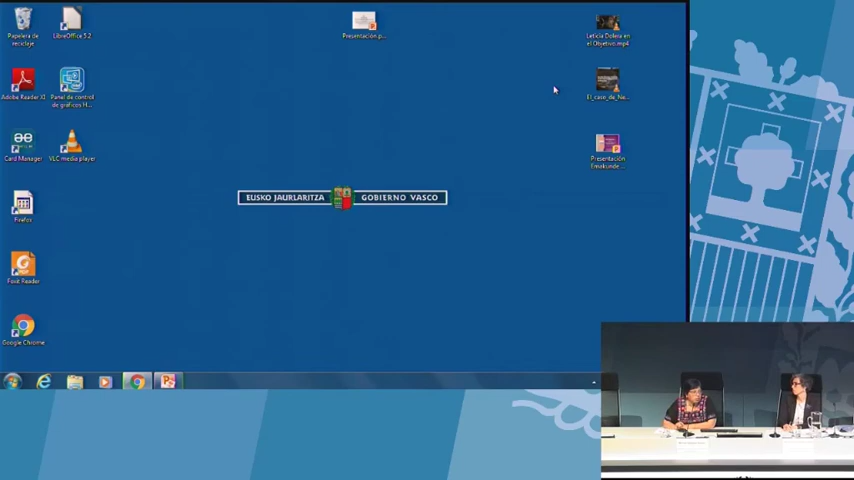 Papelera de
reciclaje
LibreOffice 5.2
Presentación.p...
Leticia Dolera en
el Objetivo.mp4
Adobe Reader XI
Panel de control
de gráficos H...
El_caso_de_Ne...
Card Manager
VLC media player
Presentación
Emakunde ...
EUSKO JAURLARITZA
GOBIERNO VASCO
Firefox
Foxit Reader
Google Chrome